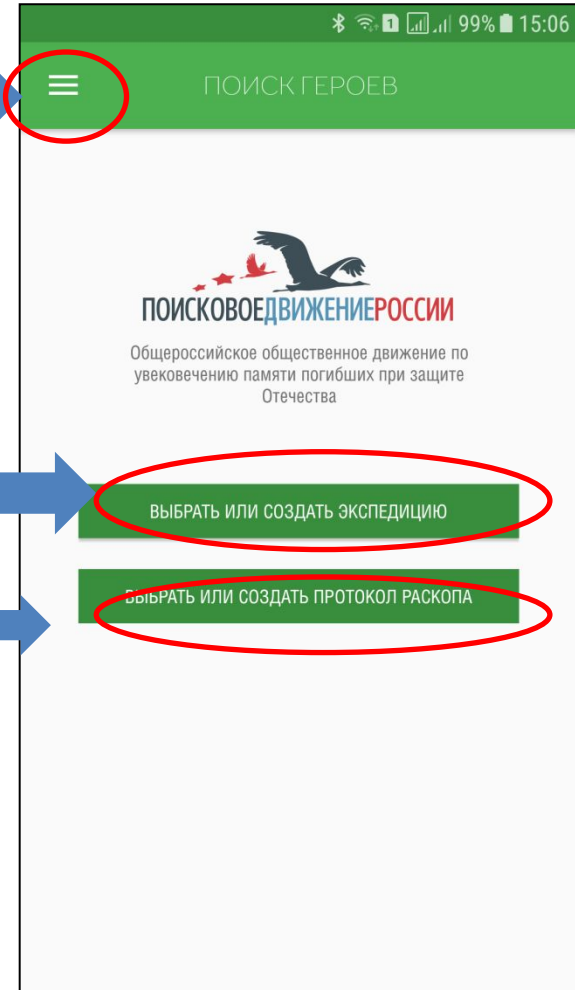 1 99% 15:06
ПОИСК ГЕРОЕВ
ПОИСКОВОЕДВИЖЕНИЕРОССИИ
Общероссийское общественное движение по
увековечению памяти погибших при защите
Отечества
ВЫБРАТЬ ИЛИ СОЗДАТЬ ЭКСПЕДИЦИЮ
ВЫБРАТЬ ИЛИ СОЗДАТЬ ПРОТОКОЛ РАСКОПА